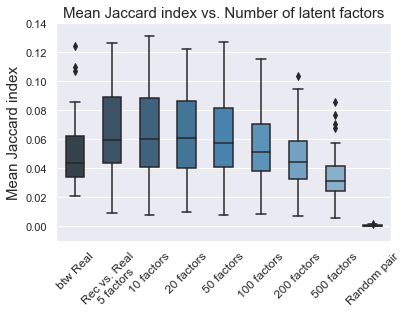 Mean Jaccard index vs. Number of latent factors
Mean Jaccard index
0.14
0.12
0.10
0.08
0.06
0.04
0.02
0.00
btw Real
Rec vs. Real
5 factors
10 factors
20 factors
50 factors
100 factors
200 factors
500 factors
Random pair